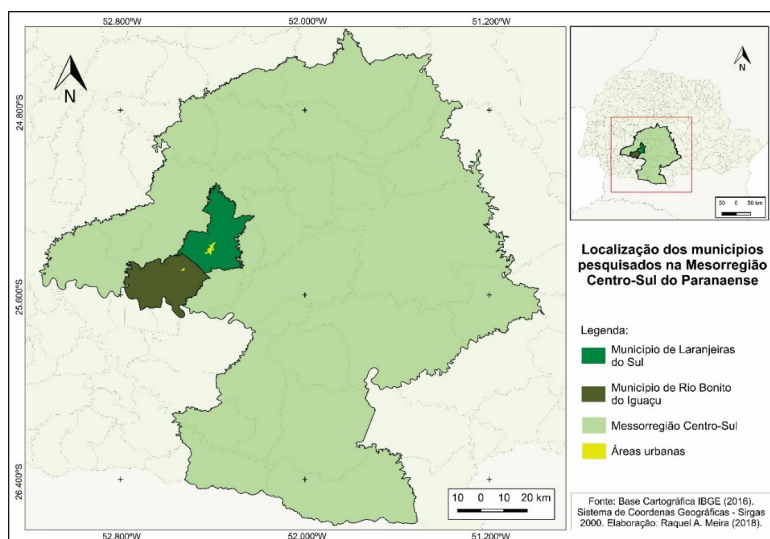 52.800°W
52.000°W
51.200°W
24.800°S
25.600°S
26.400°S
N
N
10 0 10 20 km
52.800°W
52.000°W
51.200°W
50 0 50 km
Localização dos municípios
pesquisados na Mesorregião
Centro-Sul do Paranaense
Legenda:
Município de Laranjeiras
do Sul
Município de Rio Bonito
do Iguaçu
Messorregião Centro-Sul
Áreas urbanas
Fonte: Base Cartográfica IBGE (2016).
Sistema de Coordenas Geográficas - Sirgas
2000. Elaboração: Raquel A. Meira (2018).